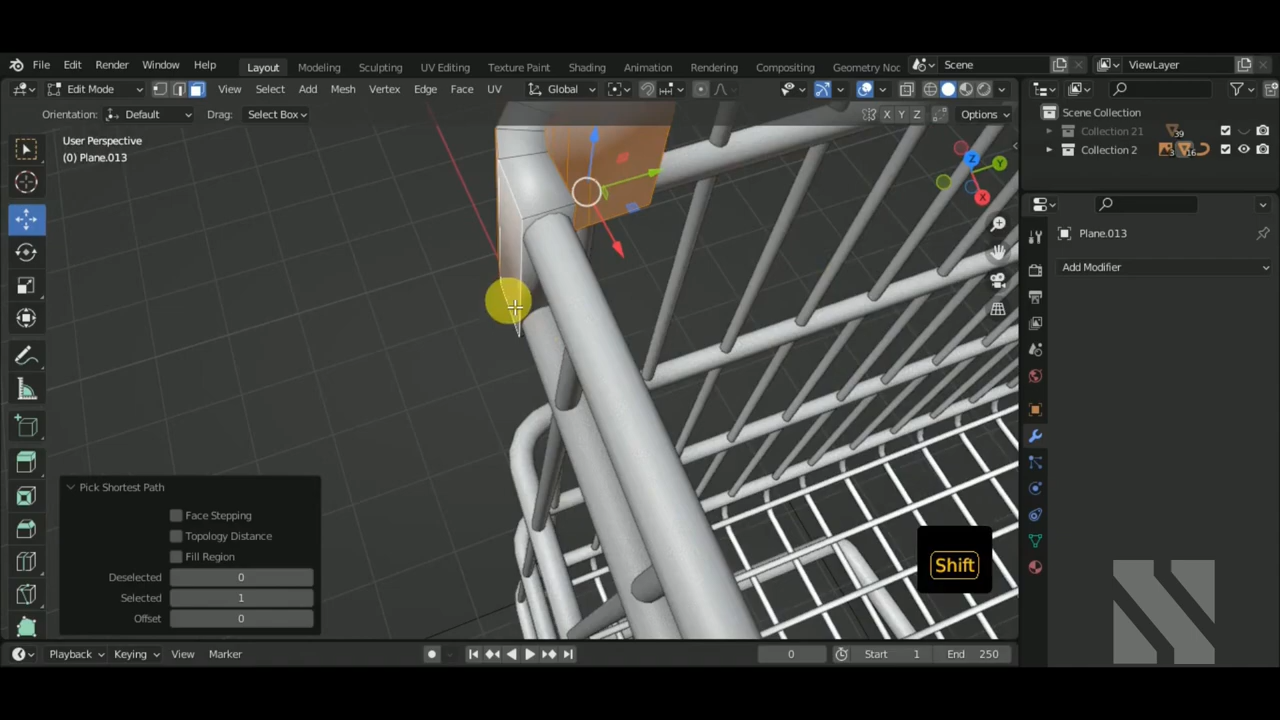 File Edit Render Window Help Layout Modeling Sculpting UV Editing Texture Paint Shading Animation Rendering Compositing Geometry Noc Scene ViewLayer
Edit Mode View Select Add Mesh Vertex Edge Face UV Global
Orientation: Default Drag: Select Box X Y Z Options
User Perspective
(0) Plane.013
Scene Collection
Collection 21 39
Collection 2 3 16
Z
Y
X
Plane.013
Add Modifier
Pick Shortest Path
Face Stepping
Topology Distance
Fill Region
Deselected 0
Selected 1
Offset 0
Shift
Playback Keying View Marker 0 Start 1 End 250